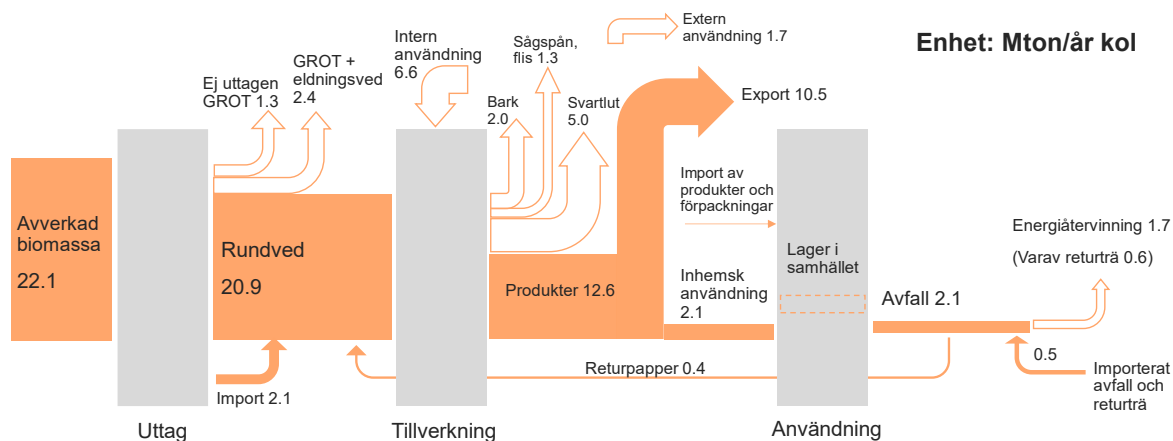 Enhet: Mton/år kol
Avverkad
biomassa
22.1
Uttag
Ej uttagen
GROT 1.3
GROT +
eldningsved
2.4
Rundved
20.9
Import 2.1
Intern
användning
6.6
Tillverkning
Bark
2.0
Sågspån,
flis 1.3
Svartlut
5.0
Extern
användning 1.7
Export 10.5
Produkter 12.6
Import av
produkter och
förpackningar
Inhemsk
användning
2.1
Returpapper 0.4
Lager i
samhället
Användning
Avfall 2.1
Energiåtervinning 1.7
(Varav returträ 0.6)
0.5
Importerat
avfall och
returträ